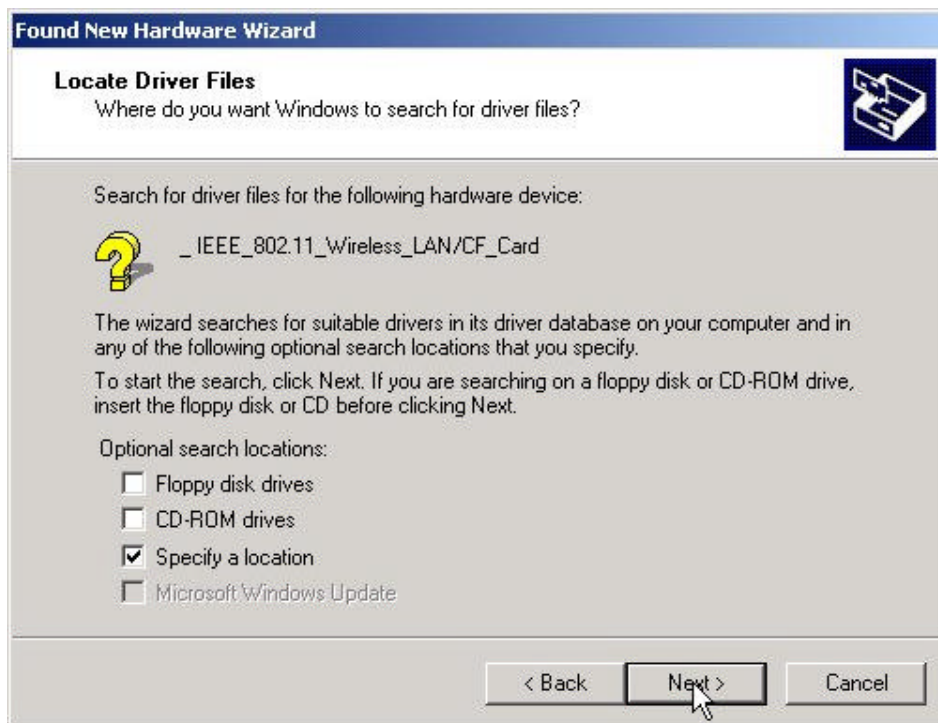 Found New Hardware Wizard
Locate Driver Files
Where do you want Windows to search for driver files?
Search for driver files for the following hardware device:
_ IEEE_802.11_Wireless_LAN/CF_Card
The wizard searches for suitable drivers in its driver database on your computer and in
any of the following optional search locations that you specify.
To start the search, click Next. If you are searching on a floppy disk or CD-ROM drive,
insert the floppy disk or CD before clicking Next.
Optional search locations:
Floppy disk drives
CD-ROM drives
Specify a location
Microsoft Windows Update
< Back Next > Cancel